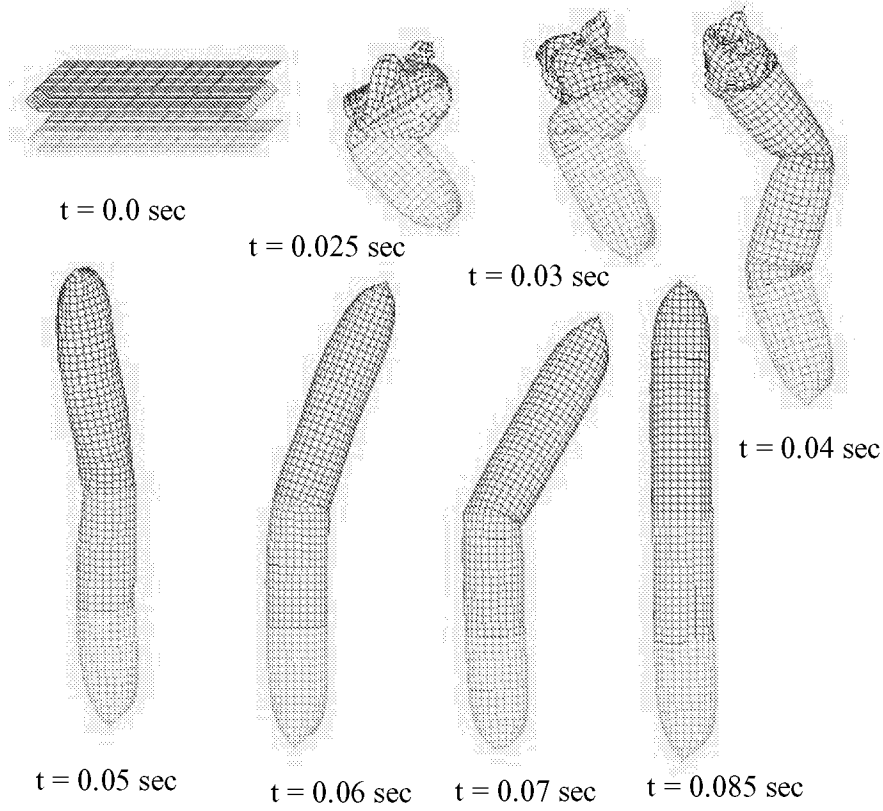 t = 0.0 sec
t = 0.025 sec
t = 0.03 sec
t = 0.04 sec
t = 0.05 sec
t = 0.06 sec
t = 0.07 sec
t = 0.085 sec